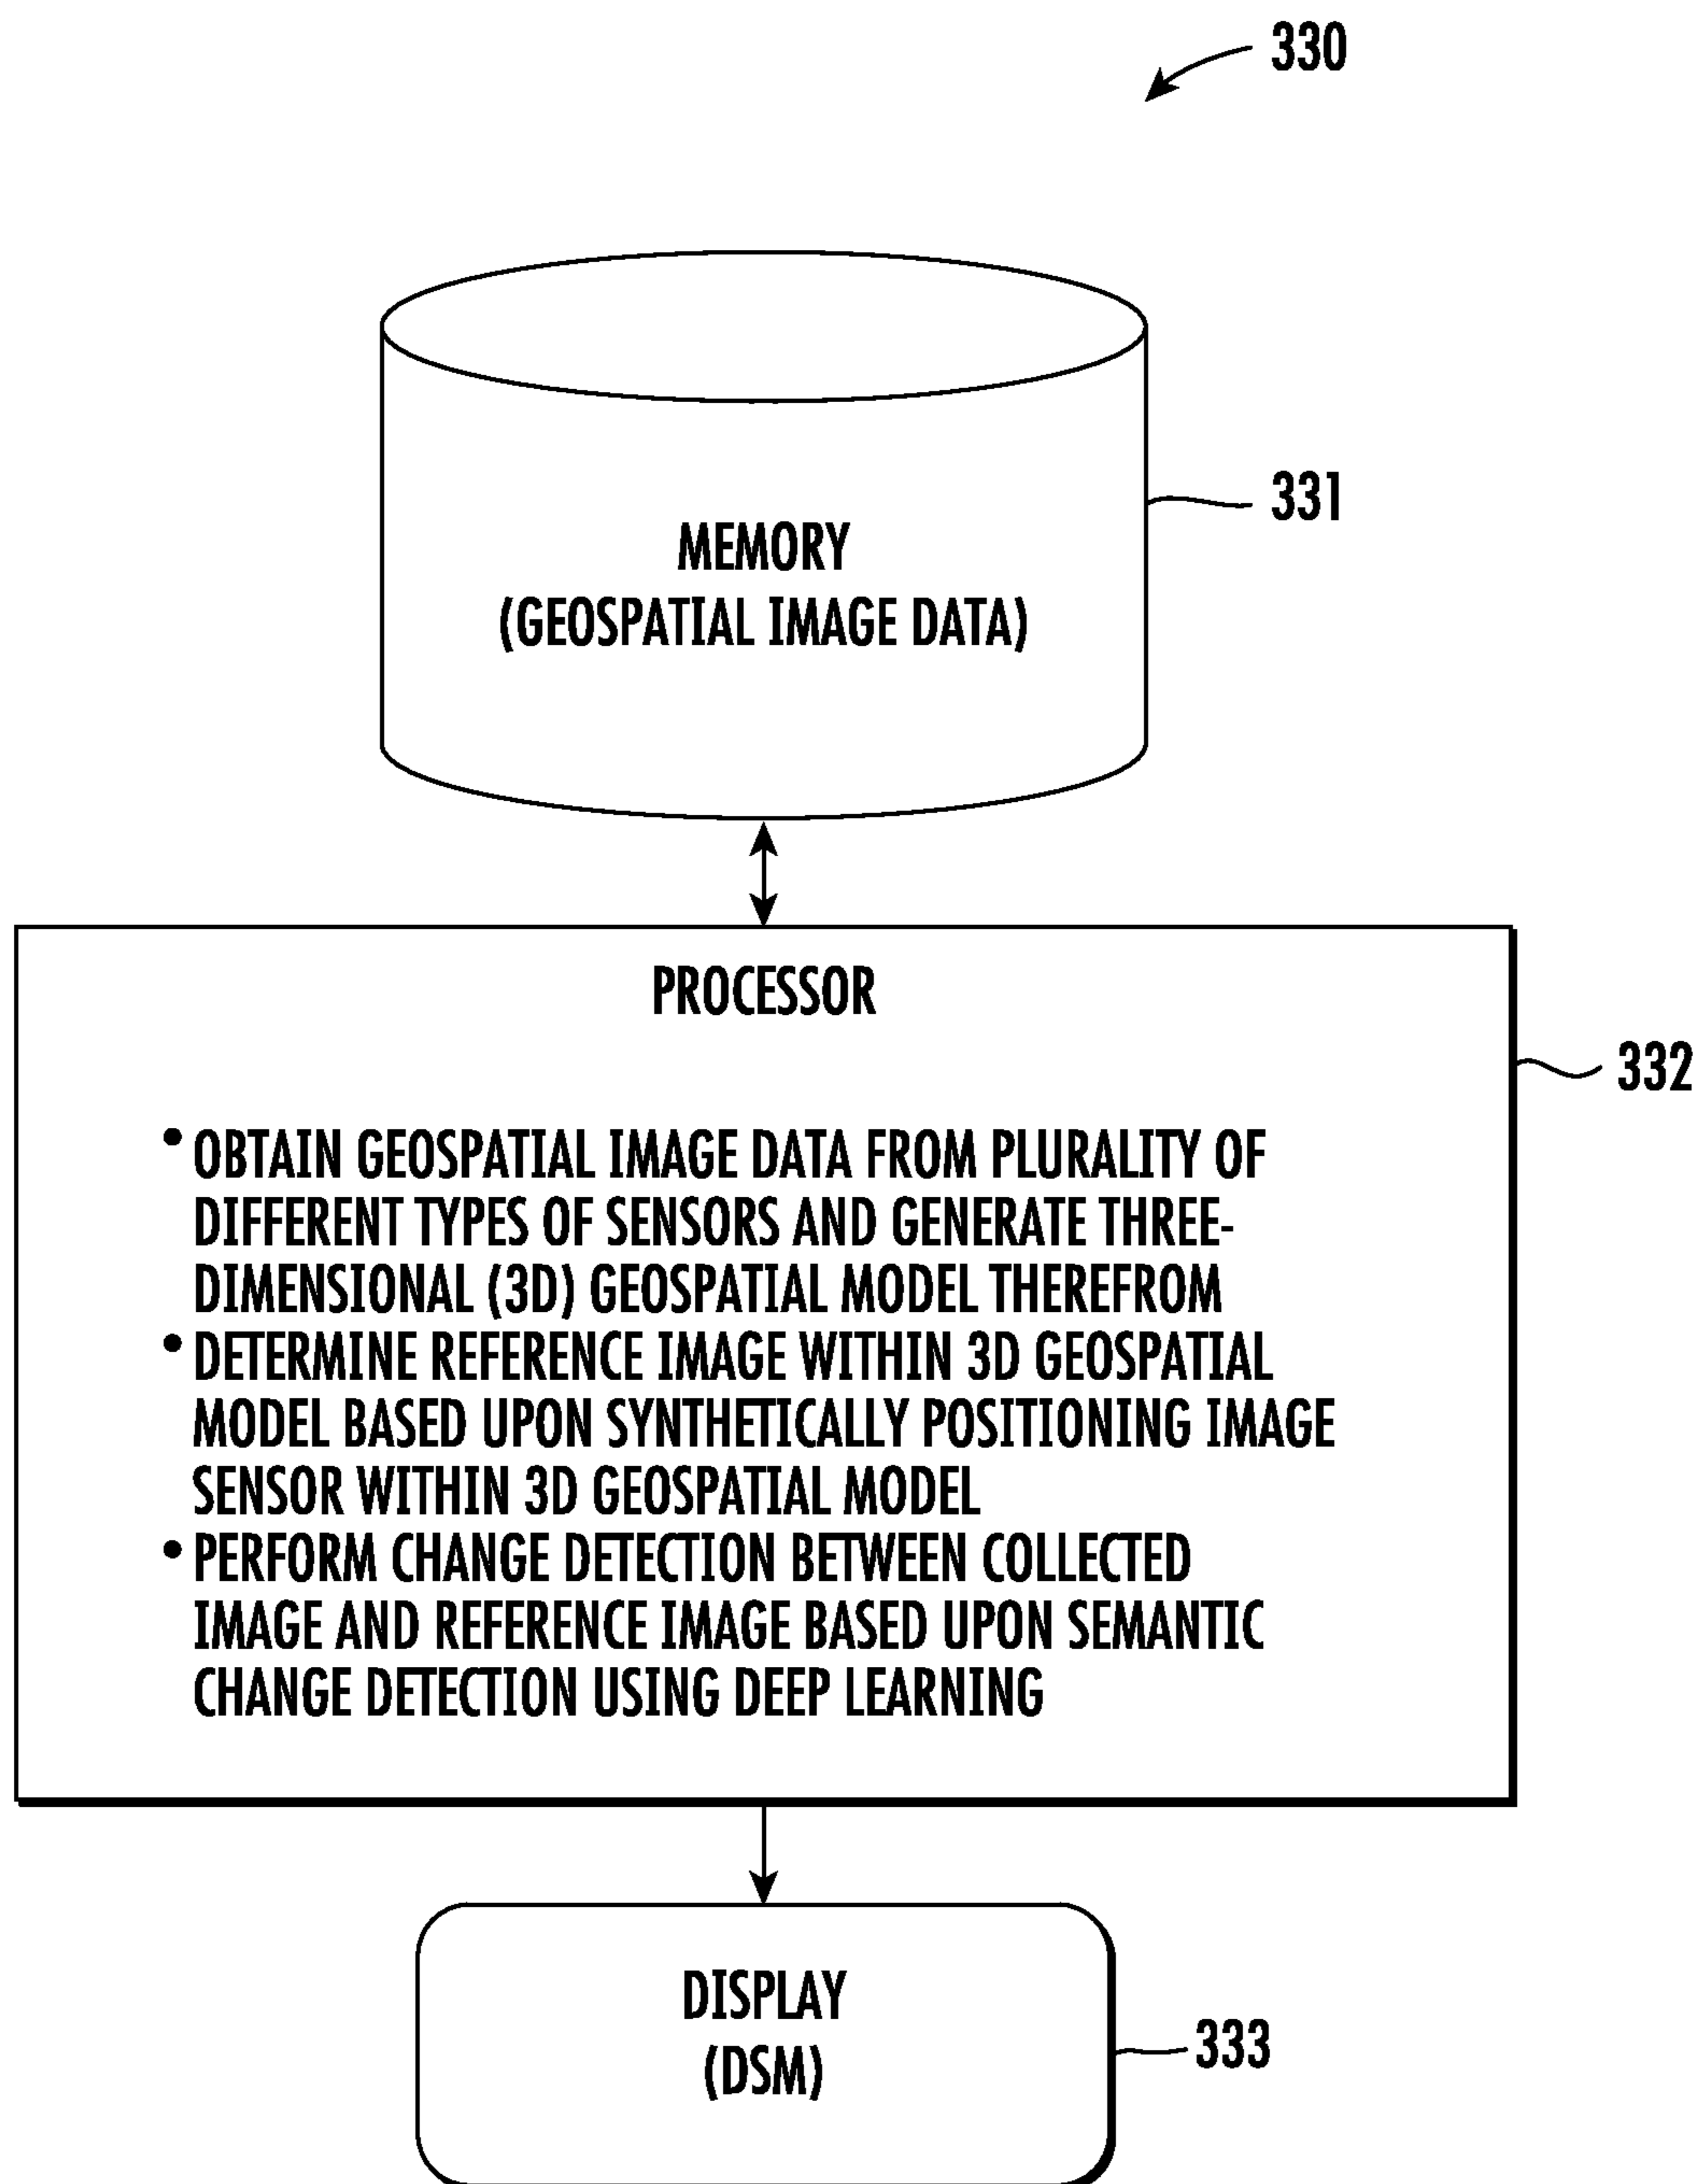 330
331
MEMORY
(GEOSPATIAL IMAGE DATA)
PROCESSOR
332
• OBTAIN GEOSPATIAL IMAGE DATA FROM PLURALITY OF
DIFFERENT TYPES OF SENSORS AND GENERATE THREE-
DIMENSIONAL (3D) GEOSPATIAL MODEL THEREFROM
• DETERMINE REFERENCE IMAGE WITHIN 3D GEOSPATIAL
MODEL BASED UPON SYNTHETICALLY POSITIONING IMAGE
SENSOR WITHIN 3D GEOSPATIAL MODEL
• PERFORM CHANGE DETECTION BETWEEN COLLECTED
IMAGE AND REFERENCE IMAGE BASED UPON SEMANTIC
CHANGE DETECTION USING DEEP LEARNING
DISPLAY
(DSM)
333